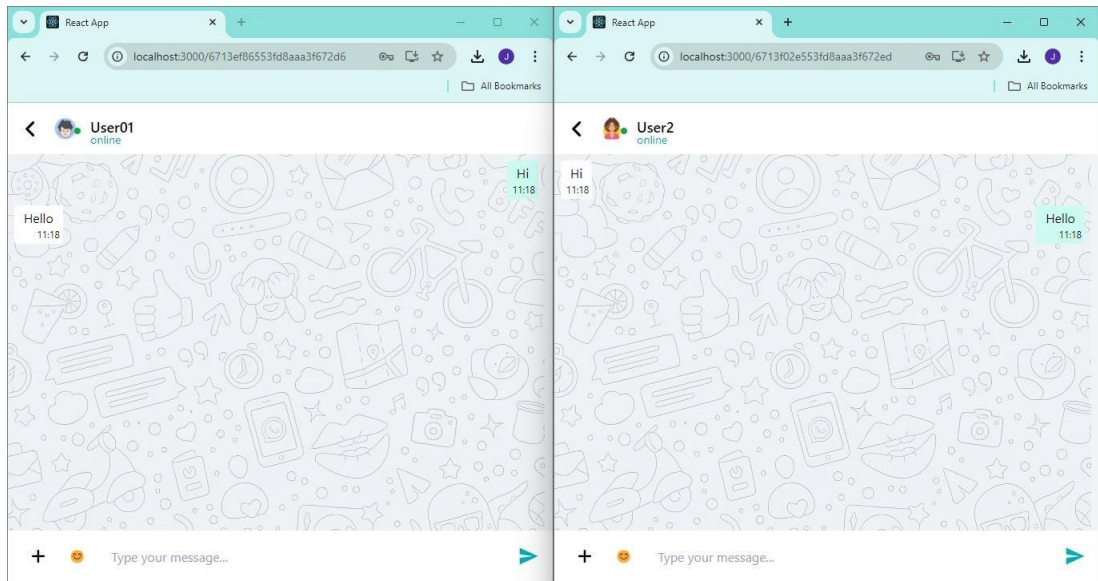 React App
localhost:3000/6713ef86553fd8aaa3f672d6
J
All Bookmarks
User01
online
Hi
11:18
Hello
11:18
Type your message...
React App
localhost:3000/6713f02e553fd8aaa3f672ed
J
All Bookmarks
User2
online
Hi
11:18
Hello
11:18
Type your message...